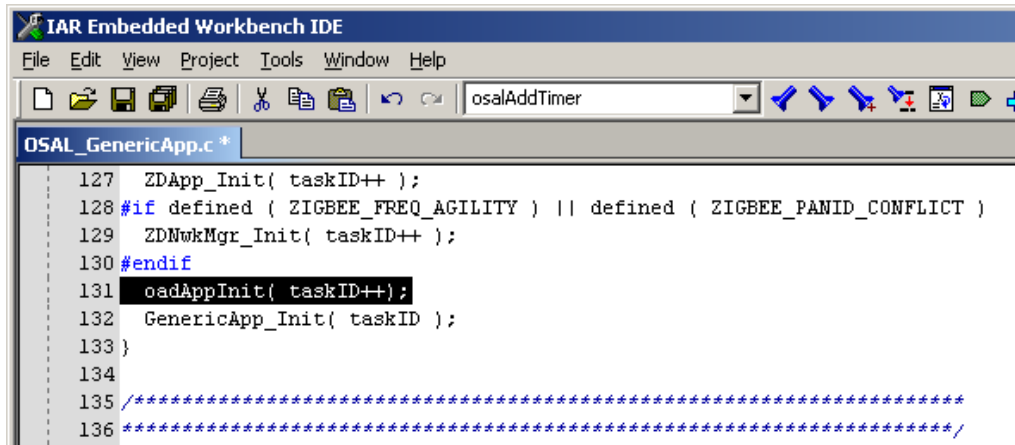 IAR Embedded Workbench IDE
File Edit View Project Tools Window Help
osalAddTimer
OSAL_GenericApp.c *
127 ZDApp_Init( taskID++ );
128 #if defined ( ZIGBEE_FREQ_AGILITY ) || defined ( ZIGBEE_PANID_CONFLICT )
129 ZDNwkMgr_Init( taskID++ );
130 #endif
131 oadAppInit( taskID++);
132 GenericApp_Init( taskID );
133 }
134
135 /*********************************************************************
136 *********************************************************************/